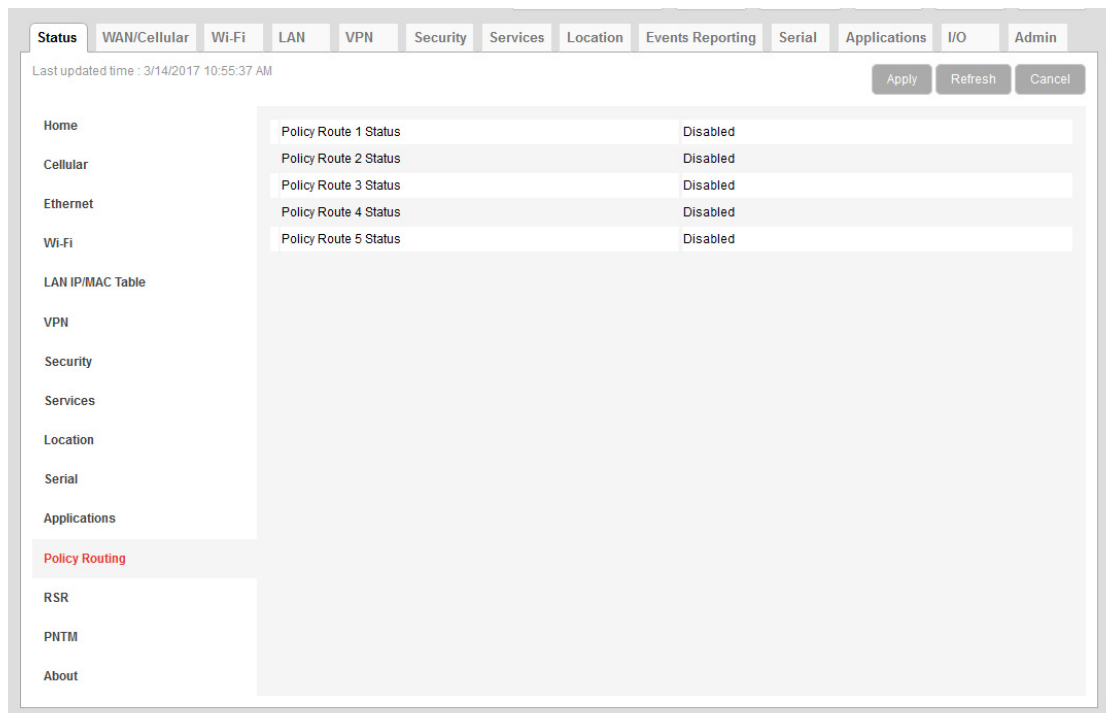 Status WAN/Cellular Wi-Fi LAN VPN Security Services Location Events Reporting Serial Applications I/O Admin
Last updated time : 3/14/2017 10:55:37 AM
Apply Refresh Cancel
Home
Cellular
Ethernet
Wi-Fi
LAN IP/MAC Table
VPN
Security
Services
Location
Serial
Applications
Policy Routing
RSR
PNTM
About
Policy Route 1 Status Disabled
Policy Route 2 Status Disabled
Policy Route 3 Status Disabled
Policy Route 4 Status Disabled
Policy Route 5 Status Disabled